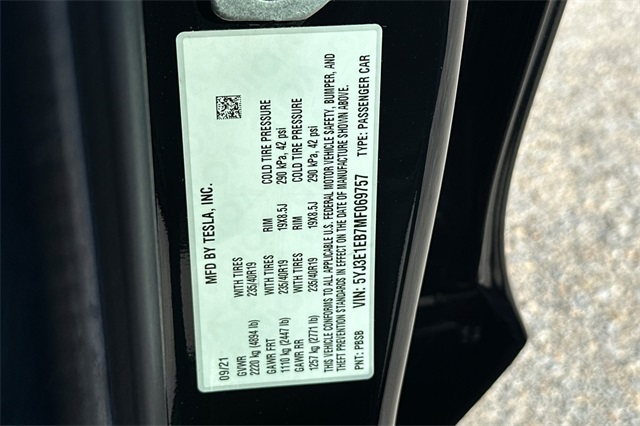 MFD BY TESLA, INC.
09/21
GVWR WITH TIRES RIM COLD TIRE PRESSURE
2220 kg (4894 lb) 235/40R19 19X8.5J 290 kPa, 42 psi
GAWR FRT WITH TIRES RIM COLD TIRE PRESSURE
1110 kg (2447 lb) 235/40R19 19X8.5J 290 kPa, 42 psi
GAWR RR
1257 kg (2771 lb)
THIS VEHICLE CONFORMS TO ALL APPLICABLE U.S. FEDERAL MOTOR VEHICLE SAFETY, BUMPER, AND
THEFT PREVENTION STANDARDS IN EFFECT ON THE DATE OF MANUFACTURE SHOWN ABOVE.
PNT: PBSB VIN: 5YJ3E1EB7MF069757 TYPE: PASSENGER CAR